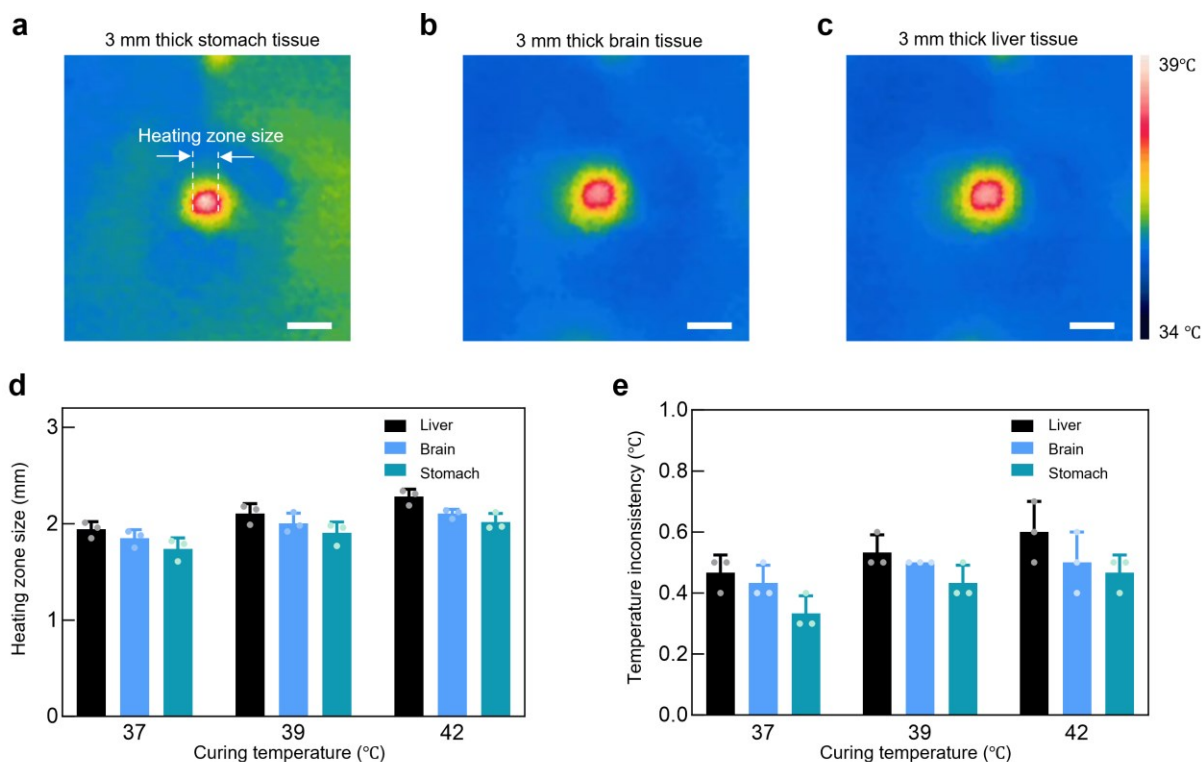 a
3 mm thick stomach tissue
b
3 mm thick brain tissue
c
3 mm thick liver tissue
Heating zone size
39℃
34 ℃
d
Heating zone size (mm)
3
2
1
0
Liver
Brain
Stomach
37
39
42
Curing temperature (℃)
e
Temperature inconsistency (℃)
1.0
0.8
0.6
0.4
0.2
0.0
Liver
Brain
Stomach
37
39
42
Curing temperature (℃)